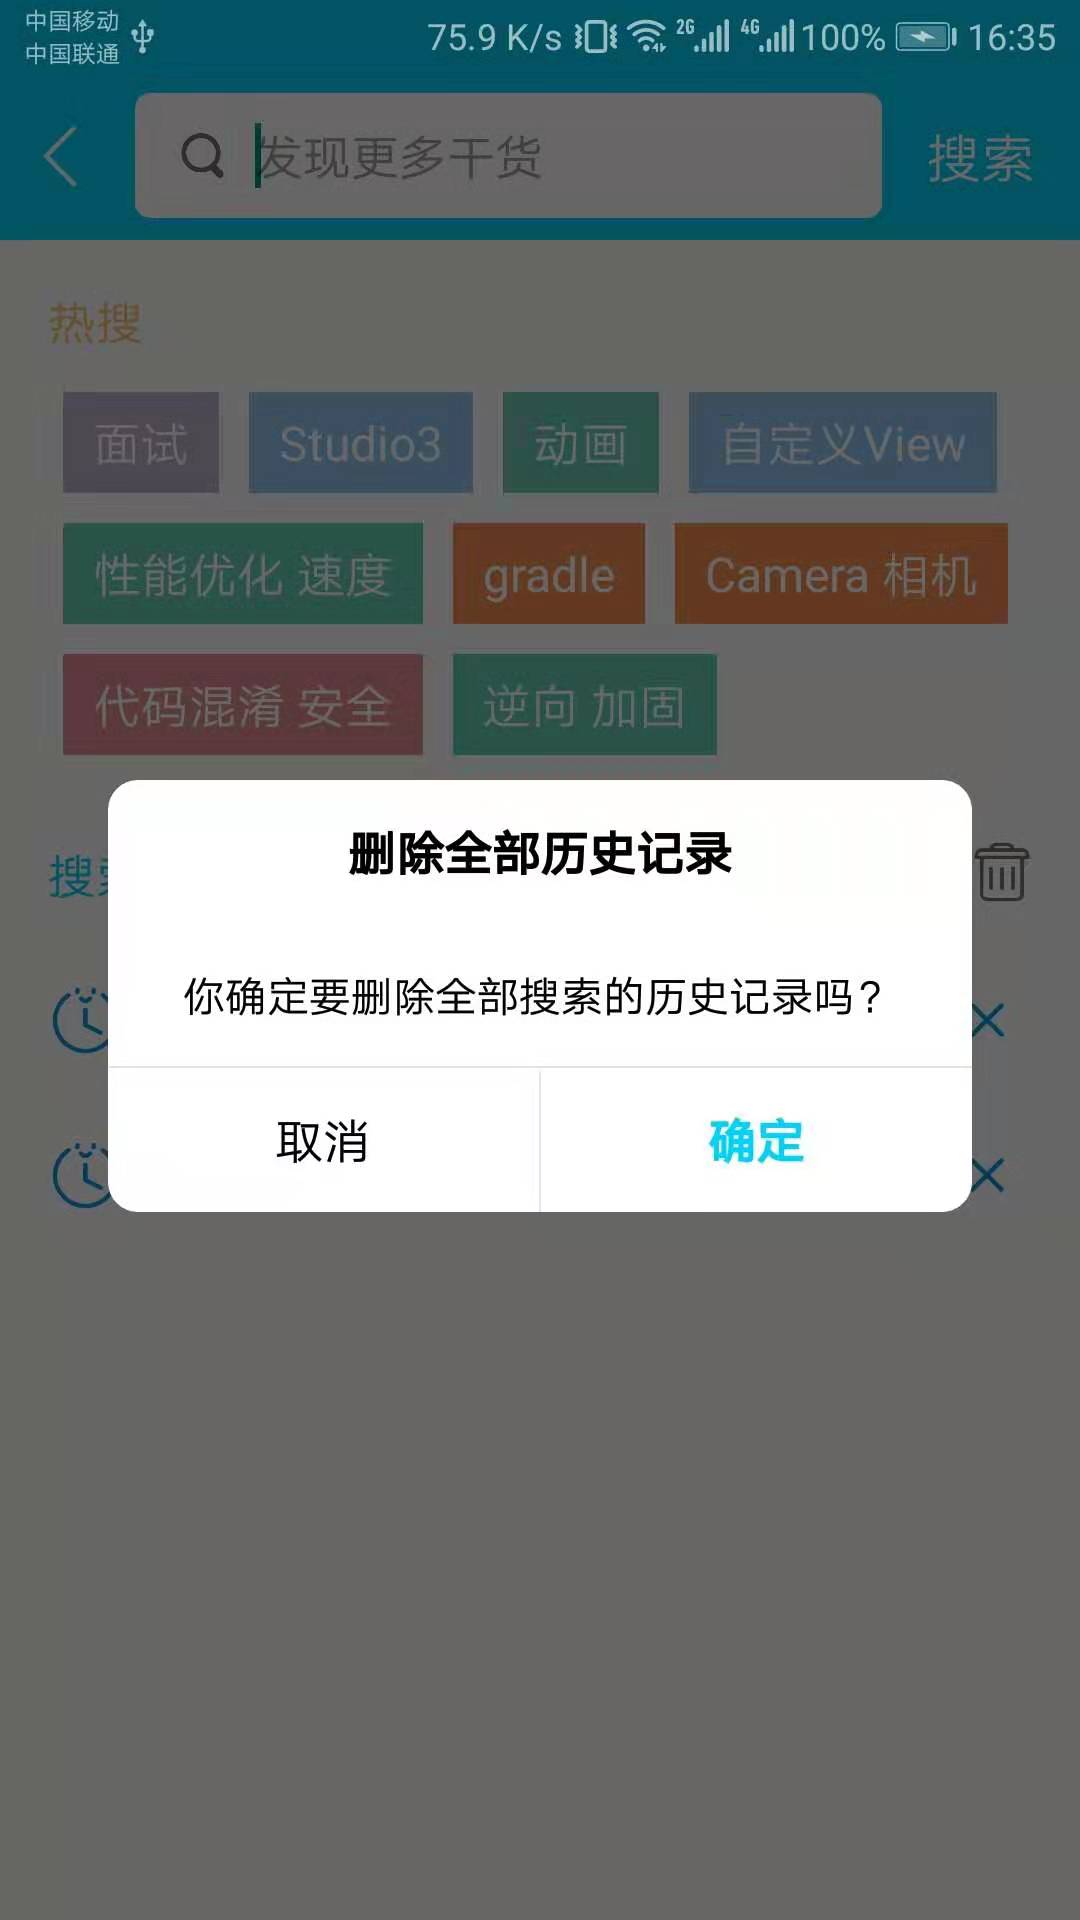 中国移动
中国联通
75.9 K/s 2G 4G 100% 16:35
发现更多干货 搜索
热搜
面试 Studio3 动画 自定义View
性能优化 速度 gradle Camera 相机
代码混淆 安全 逆向 加固
删除全部历史记录
搜
你确定要删除全部搜索的历史记录吗?
取消 确定